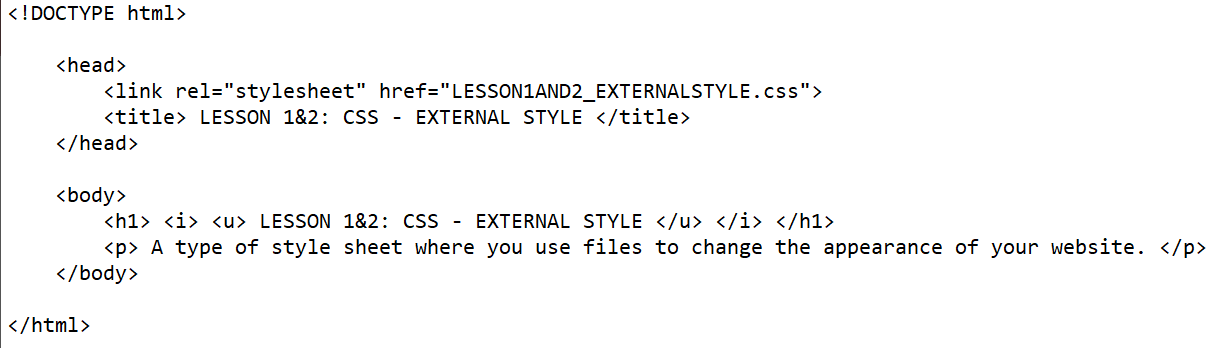 <!DOCTYPE html>
<head>
<link rel="stylesheet" href="LESSON1AND2_EXTERNALSTYLE.css">
<title> LESSON 1&2: CSS - EXTERNAL STYLE </title>
</head>
<body>
<h1> <i> <u> LESSON 1&2: CSS - EXTERNAL STYLE </u> </i> </h1>
<p> A type of style sheet where you use files to change the appearance of your website. </p>
</body>
</html>